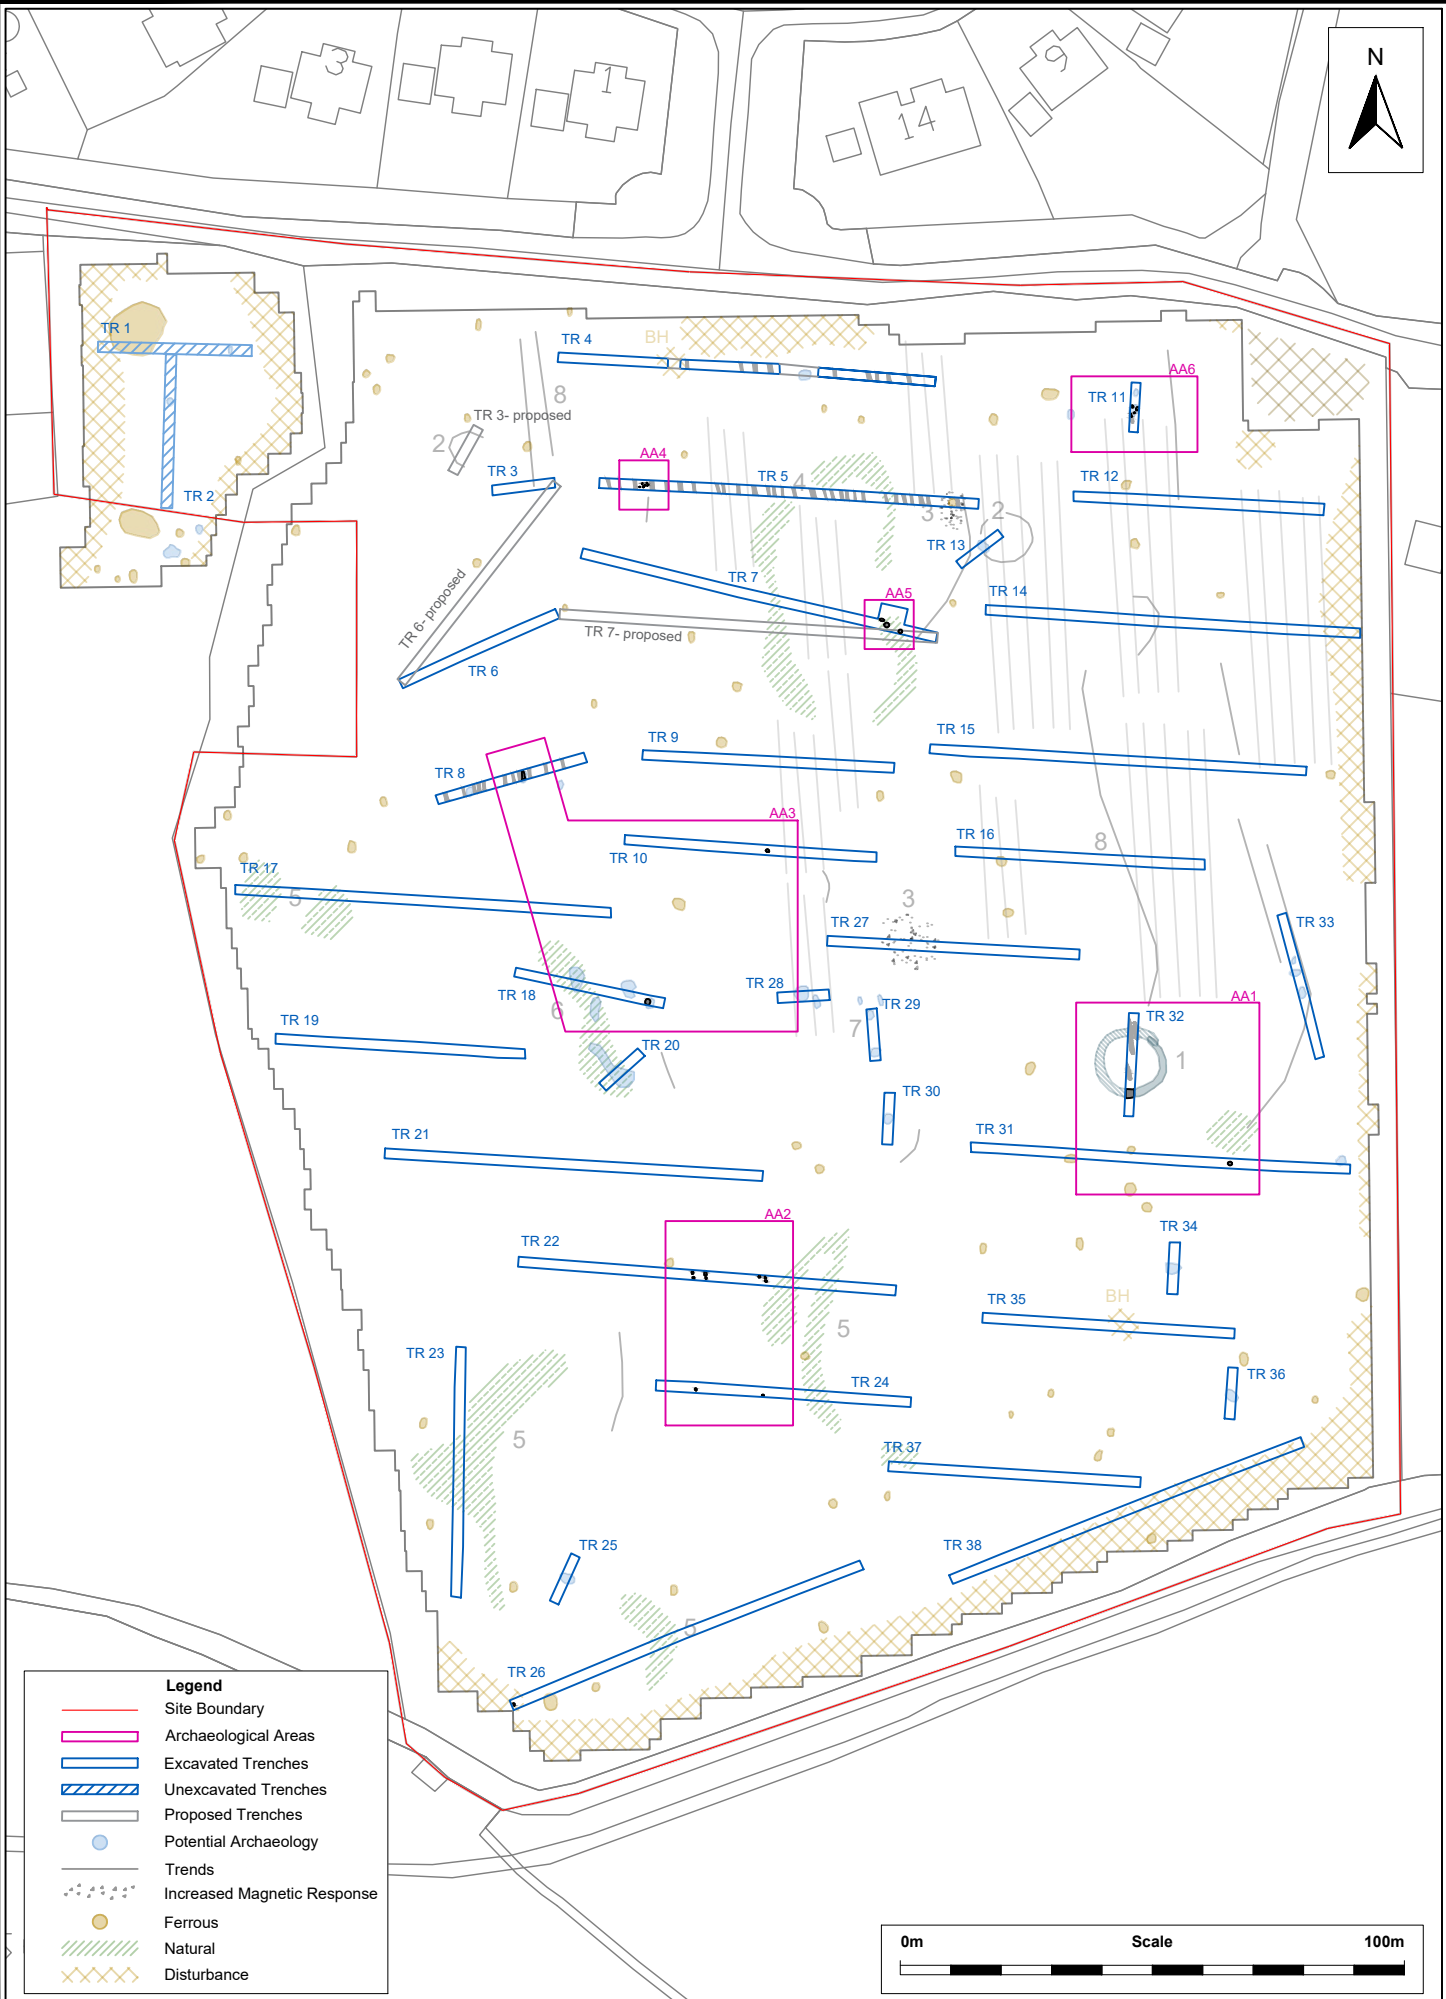 3
1
14
9
N
TR 1
TR 2
TR 4
BH
8
TR 3- proposed
2
TR 3
AA4
TR 5
4
3
2
TR 11
AA6
TR 12
TR 13
TR 7
AA5
TR 14
TR 6- proposed
TR 7- proposed
TR 6
TR 9
TR 15
TR 8
AA3
TR 10
TR 16
8
TR 17
5
3
TR 27
TR 33
TR 18
6
TR 28
TR 29
7
AA1
TR 32
1
TR 19
TR 20
TR 30
TR 21
TR 31
AA2
TR 22
TR 34
BH
TR 35
5
TR 23
TR 24
TR 36
5
TR 37
TR 25
TR 38
5
TR 26
Legend
Site Boundary
Archaeological Areas
Excavated Trenches
Unexcavated Trenches
Proposed Trenches
Potential Archaeology
Trends
Increased Magnetic Response
Ferrous
Natural
Disturbance
0m Scale 100m